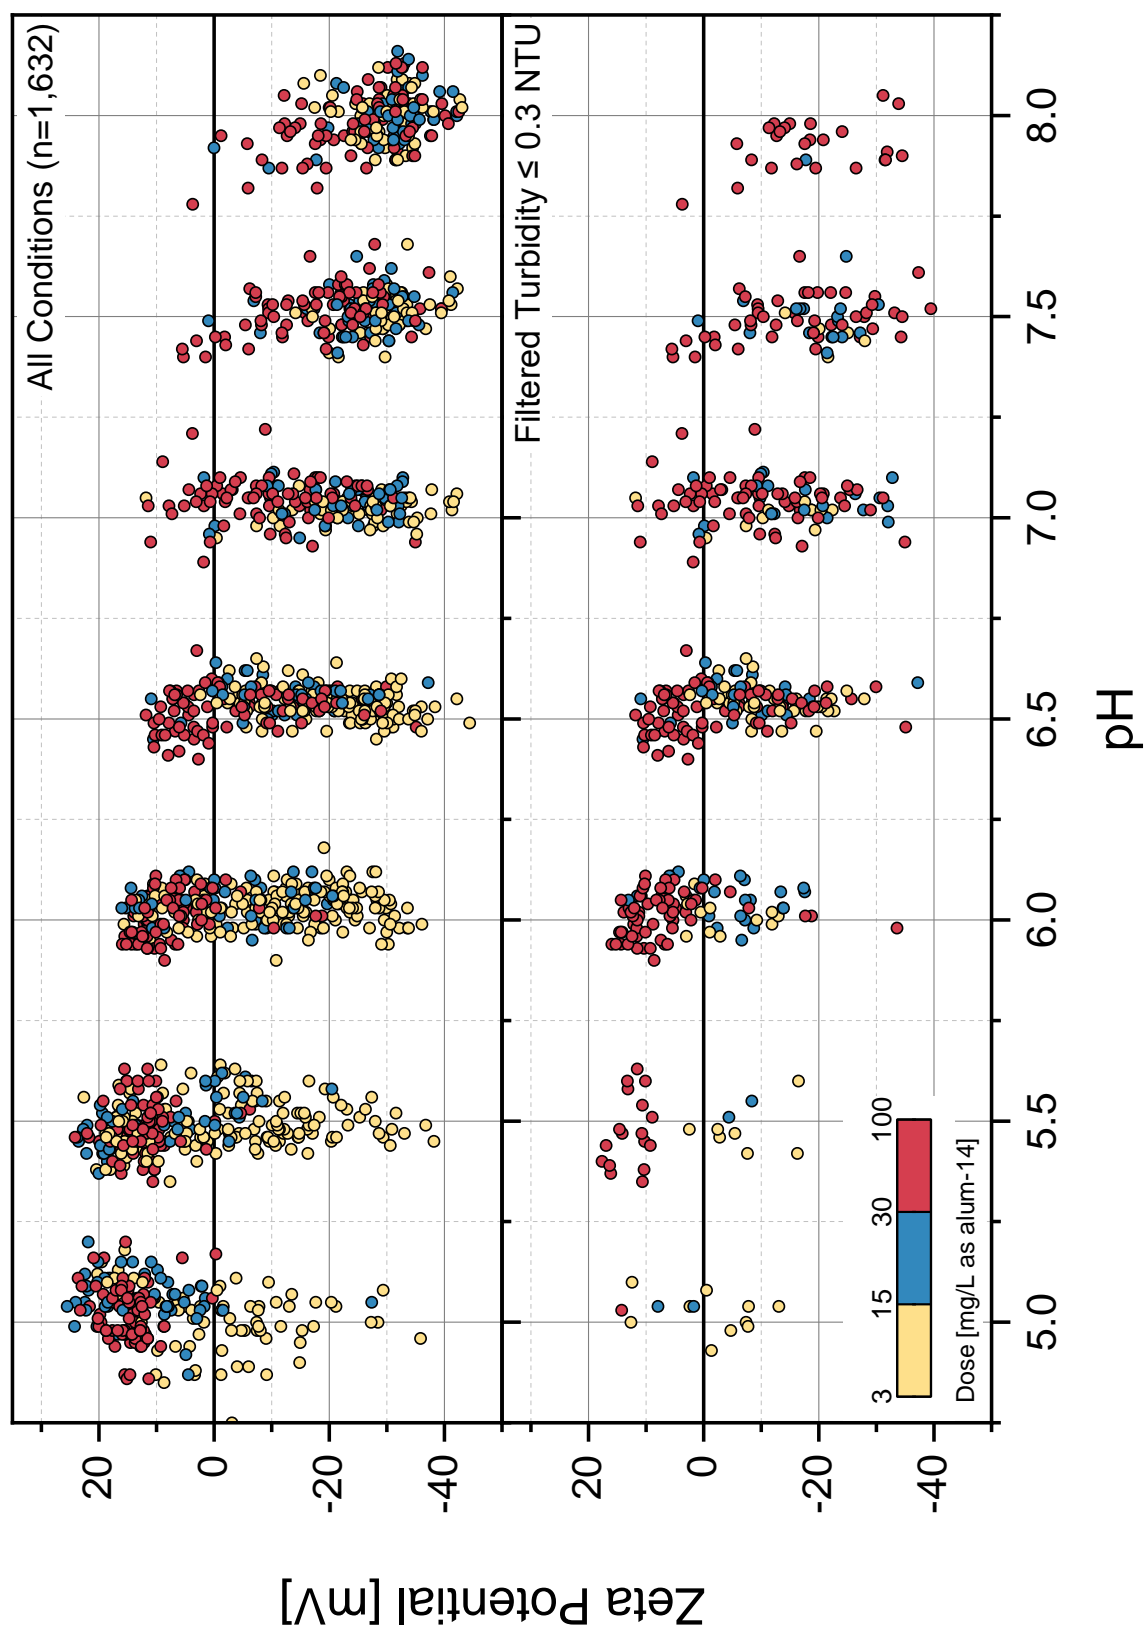 All Conditions (n=1,632)
20
0
-20
-40
Filtered Turbidity ≤ 0.3 NTU
20
0
-20
-40
Zeta Potential [mV]
3 15 30 100
Dose [mg/L as alum-14]
5.0 5.5 6.0 6.5 7.0 7.5 8.0
pH